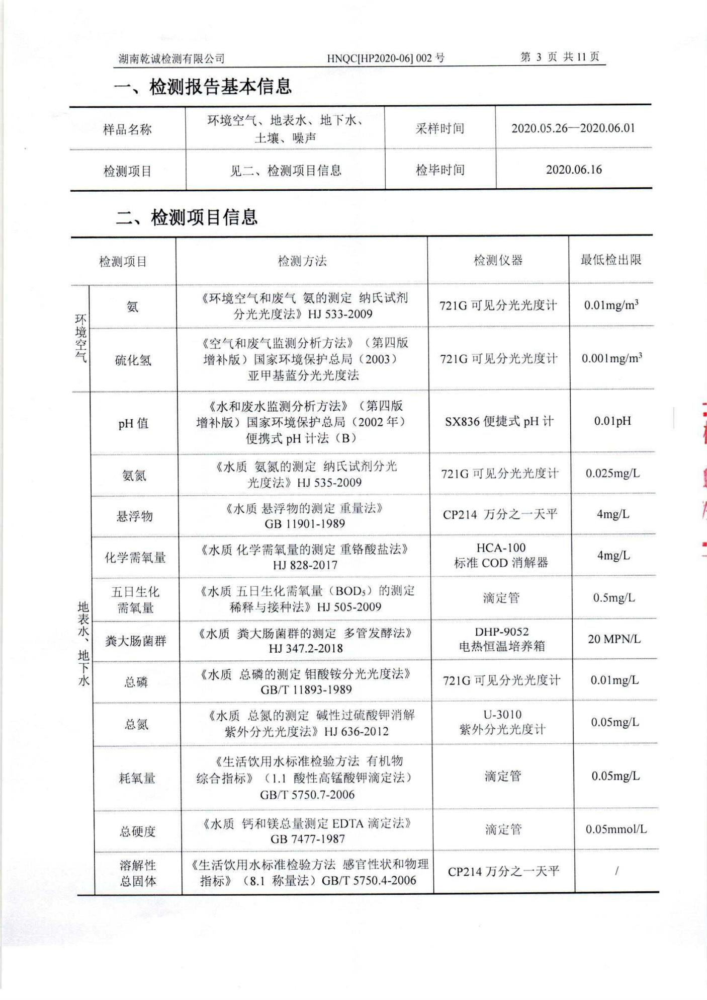 湖南乾诚检测有限公司 HNQC[HP2020-06] 002 号 第 3 页 共 11 页
一、检测报告基本信息
样品名称
环境空气、地表水、地下水、
土壤、噪声
采样时间
2020.05.26—2020.06.01
检测项目
见二、检测项目信息
检毕时间
2020.06.16
二、检测项目信息
检测项目
检测方法
检测仪器
最低检出限
环境空气
氨
《环境空气和废气 氨的测定 纳氏试剂
分光光度法》HJ 533-2009
721G 可见分光光度计
0.01mg/m³
硫化氢
《空气和废气监测分析方法》（第四版
增补版）国家环境保护总局（2003）
亚甲基蓝分光光度法
721G 可见分光光度计
0.001mg/m³
地表水、地下水
pH 值
《水和废水监测分析方法》（第四版
增补版）国家环境保护总局（2002 年）
便携式 pH 计法（B）
SX836 便捷式 pH 计
0.01pH
氨氮
《水质 氨氮的测定 纳氏试剂分光
光度法》HJ 535-2009
721G 可见分光光度计
0.025mg/L
悬浮物
《水质 悬浮物的测定 重量法》
GB 11901-1989
CP214 万分之一天平
4mg/L
化学需氧量
《水质 化学需氧量的测定 重铬酸盐法》
HJ 828-2017
HCA-100
标准 COD 消解器
4mg/L
五日生化
需氧量
《水质 五日生化需氧量（BOD₅）的测定
稀释与接种法》HJ 505-2009
滴定管
0.5mg/L
粪大肠菌群
《水质 粪大肠菌群的测定 多管发酵法》
HJ 347.2-2018
DHP-9052
电热恒温培养箱
20 MPN/L
总磷
《水质 总磷的测定 钼酸铵分光光度法》
GB/T 11893-1989
721G 可见分光光度计
0.01mg/L
总氮
《水质 总氮的测定 碱性过硫酸钾消解
紫外分光光度法》HJ 636-2012
U-3010
紫外分光光度计
0.05mg/L
耗氧量
《生活饮用水标准检验方法 有机物
综合指标》（1.1 酸性高锰酸钾滴定法）
GB/T 5750.7-2006
滴定管
0.05mg/L
总硬度
《水质 钙和镁总量测定 EDTA 滴定法》
GB 7477-1987
滴定管
0.05mmol/L
溶解性
总固体
《生活饮用水标准检验方法 感官性状和物理
指标》（8.1 称量法）GB/T 5750.4-2006
CP214 万分之一天平
/